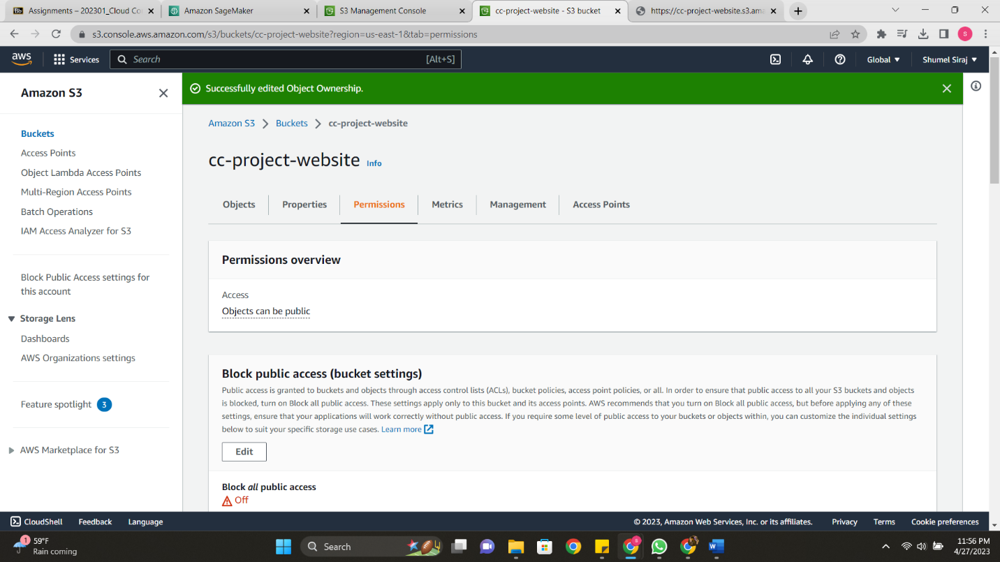 Assignments – 202301_Cloud Co
Amazon SageMaker
S3 Management Console
cc-project-website - S3 bucket
https://cc-project-website.s3.ama
s3.console.aws.amazon.com/s3/buckets/cc-project-website?region=us-east-1&tab=permissions
S
aws
Services
Search
[Alt+S]
Global
Shumel Siraj
Amazon S3
Successfully edited Object Ownership.
Buckets
Access Points
Object Lambda Access Points
Multi-Region Access Points
Batch Operations
IAM Access Analyzer for S3
Block Public Access settings for
this account
Storage Lens
Dashboards
AWS Organizations settings
Feature spotlight 3
AWS Marketplace for S3
Amazon S3 > Buckets > cc-project-website
cc-project-website Info
Objects
Properties
Permissions
Metrics
Management
Access Points
Permissions overview
Access
Objects can be public
Block public access (bucket settings)
Public access is granted to buckets and objects through access control lists (ACLs), bucket policies, access point policies, or all. In order to ensure that public access to all your S3 buckets and objects
is blocked, turn on Block all public access. These settings apply only to this bucket and its access points. AWS recommends that you turn on Block all public access, but before applying any of these
settings, ensure that your applications will work correctly without public access. If you require some level of public access to your buckets or objects within, you can customize the individual settings
below to suit your specific storage use cases. Learn more
Edit
Block all public access
Off
CloudShell
Feedback
Language
© 2023, Amazon Web Services, Inc. or its affiliates.
Privacy
Terms
Cookie preferences
1
59°F
Rain coming
Search
11:56 PM
4/27/2023